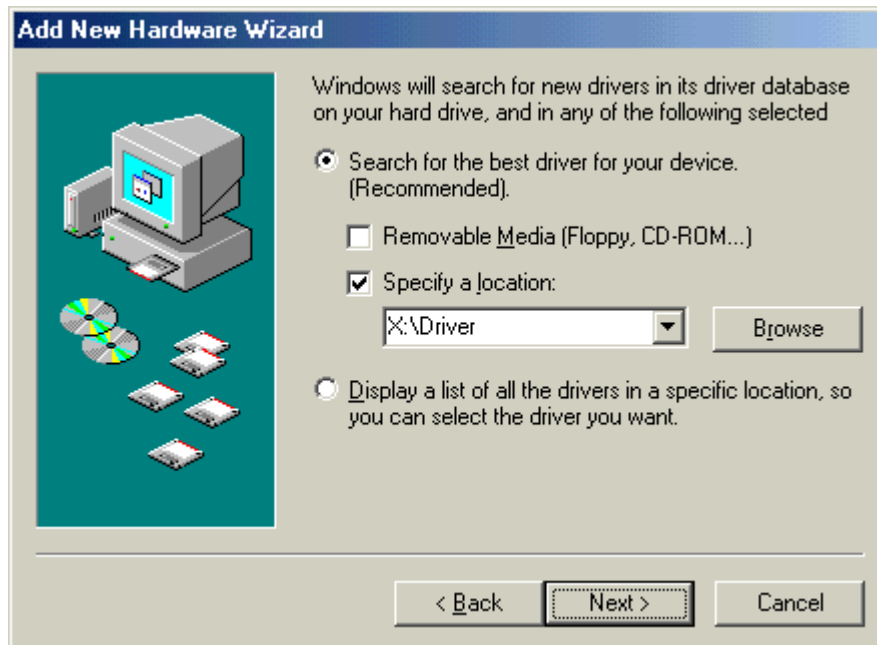 Add New Hardware Wizard
Windows will search for new drivers in its driver database
on your hard drive, and in any of the following selected
Search for the best driver for your device.
(Recommended).
Removable Media (Floppy, CD-ROM...)
Specify a location:
X:\Driver
Browse
Display a list of all the drivers in a specific location, so
you can select the driver you want.
< Back
Next >
Cancel